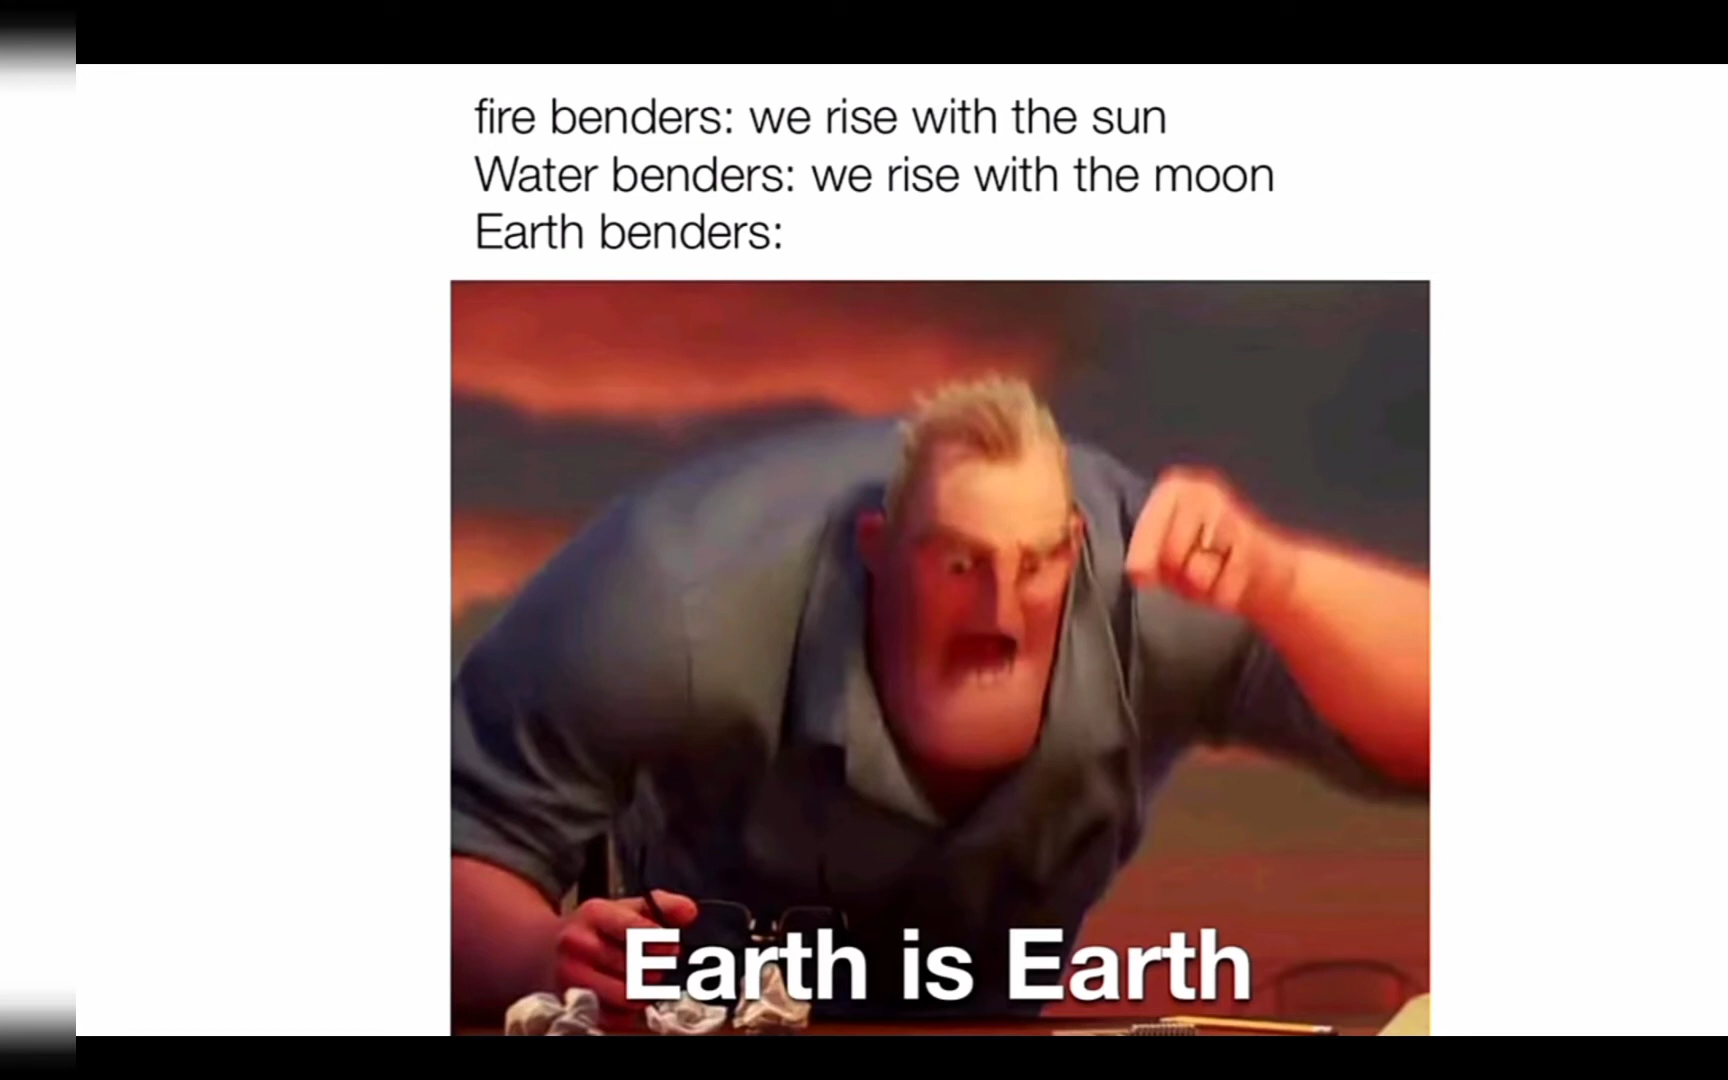 fire benders: we rise with the sun
Water benders: we rise with the moon
Earth benders:
Earth is Earth